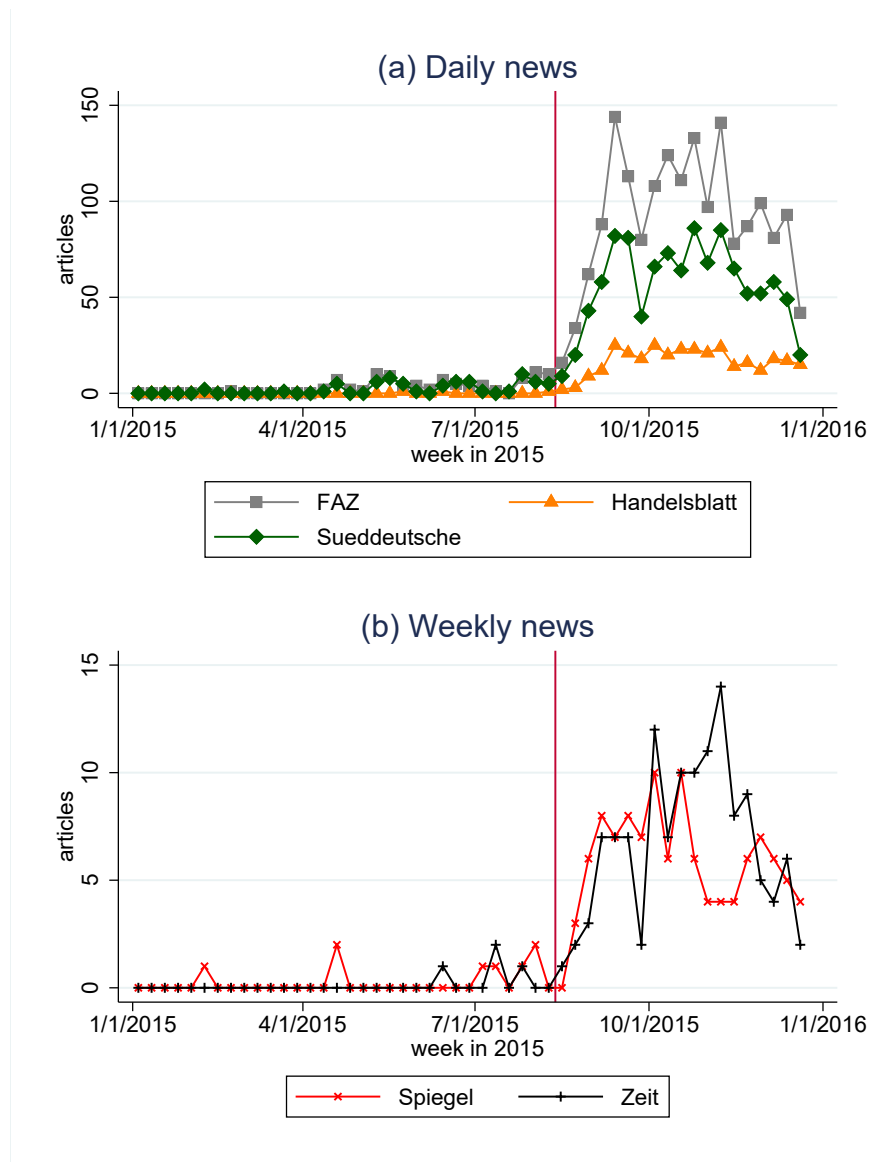 (a) Daily news
150
100
50
0
articles
1/1/2015 4/1/2015 7/1/2015 10/1/2015 1/1/2016
week in 2015
FAZ Handelsblatt
Sueddeutsche
(b) Weekly news
15
10
5
0
articles
1/1/2015 4/1/2015 7/1/2015 10/1/2015 1/1/2016
week in 2015
Spiegel Zeit